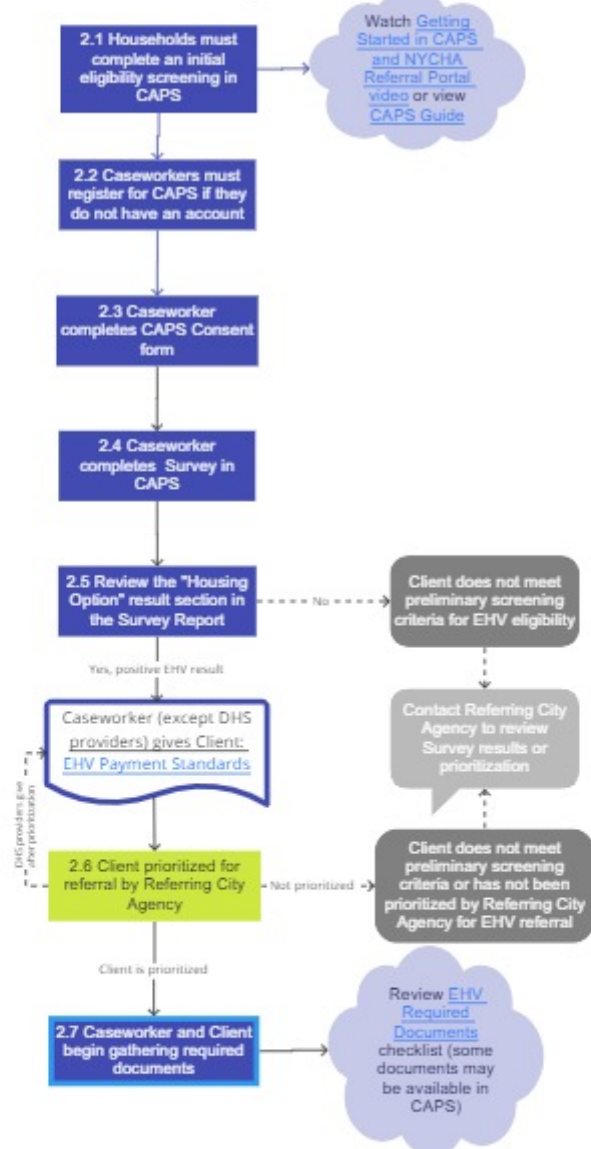 2.1 Households must
complete an initial
eligibility screening in
CAPS
Watch Getting
Started in CAPS
and NYCHA
Referral Portal
video or view
CAPS Guide
2.2 Caseworkers must
register for CAPS if they
do not have an account
2.3 Caseworker
completes CAPS Consent
form
2.4 Caseworker
completes Survey in
CAPS
2.5 Review the "Housing
Option" result section in
the Survey Report
No
Client does not meet
preliminary screening
criteria for EHV eligibility
Yes, positive EHV result
Caseworker (except DHS
providers) gives Client:
EHV Payment Standards
Contact Referring City
Agency to review
Survey results or
prioritization
DHS providers give
after prioritization
2.6 Client prioritized for
referral by Referring City
Agency
Not prioritized
Client does not meet
preliminary screening
criteria or has not been
prioritized by Referring City
Agency for EHV referral
Client is prioritized
2.7 Caseworker and Client
begin gathering required
documents
Review EHV
Required
Documents
checklist (some
documents may
be available in
CAPS)